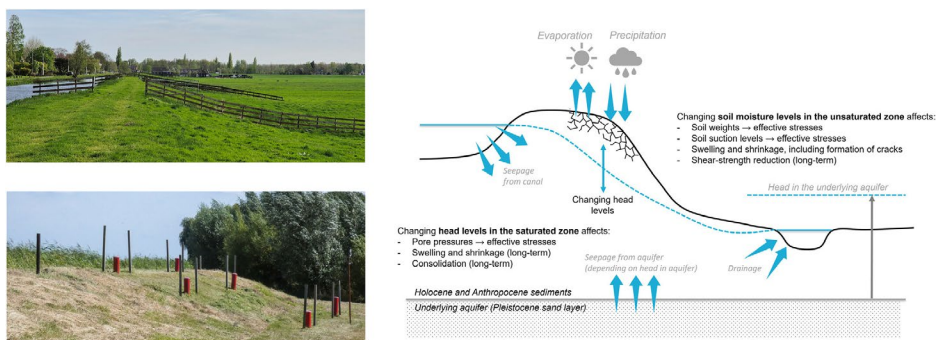 Evaporation
Precipitation
Changing soil moisture levels in the unsaturated zone affects:
- Soil weights → effective stresses
- Soil suction levels → effective stresses
- Swelling and shrinkage, including formation of cracks
- Shear-strength reduction (long-term)
Seepage
from canal
Head in the underlying aquifer
Changing head
levels
Changing head levels in the saturated zone affects:
- Pore pressures → effective stresses
- Swelling and shrinkage (long-term)
- Consolidation (long-term)
Seepage from aquifer
(depending on head in aquifer)
Drainage
Holocene and Anthropocene sediments
Underlying aquifer (Pleistocene sand layer)